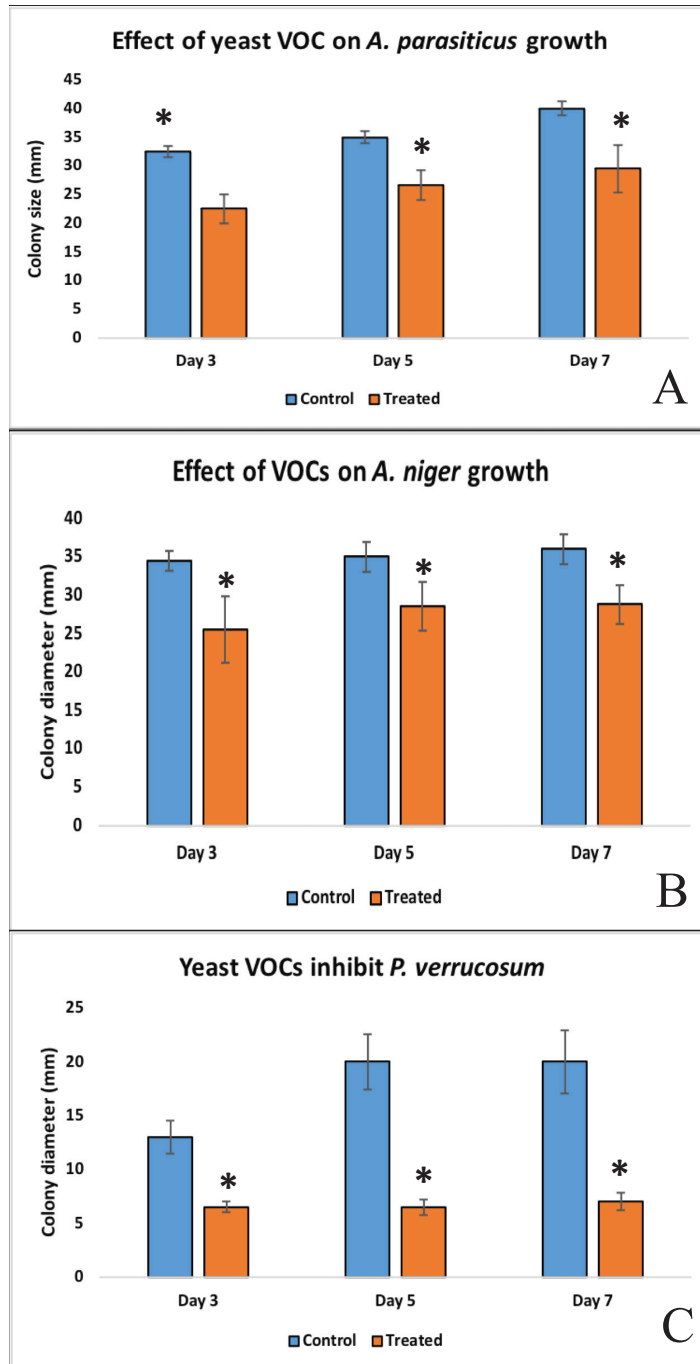 Effect of yeast VOC on A. parasiticus growth
Colony size (mm)
45
40
35
30
25
20
15
10
5
0
*
*
*
Day 3 Day 5 Day 7
Control Treated
A
Effect of VOCs on A. niger growth
Colony diameter (mm)
40
35
30
25
20
15
10
5
0
*
*
*
Day 3 Day 5 Day 7
Control Treated
B
Yeast VOCs inhibit P. verrucosum
Colony diameter (mm)
25
20
15
10
5
0
*
*
*
Day 3 Day 5 Day 7
Control Treated
C